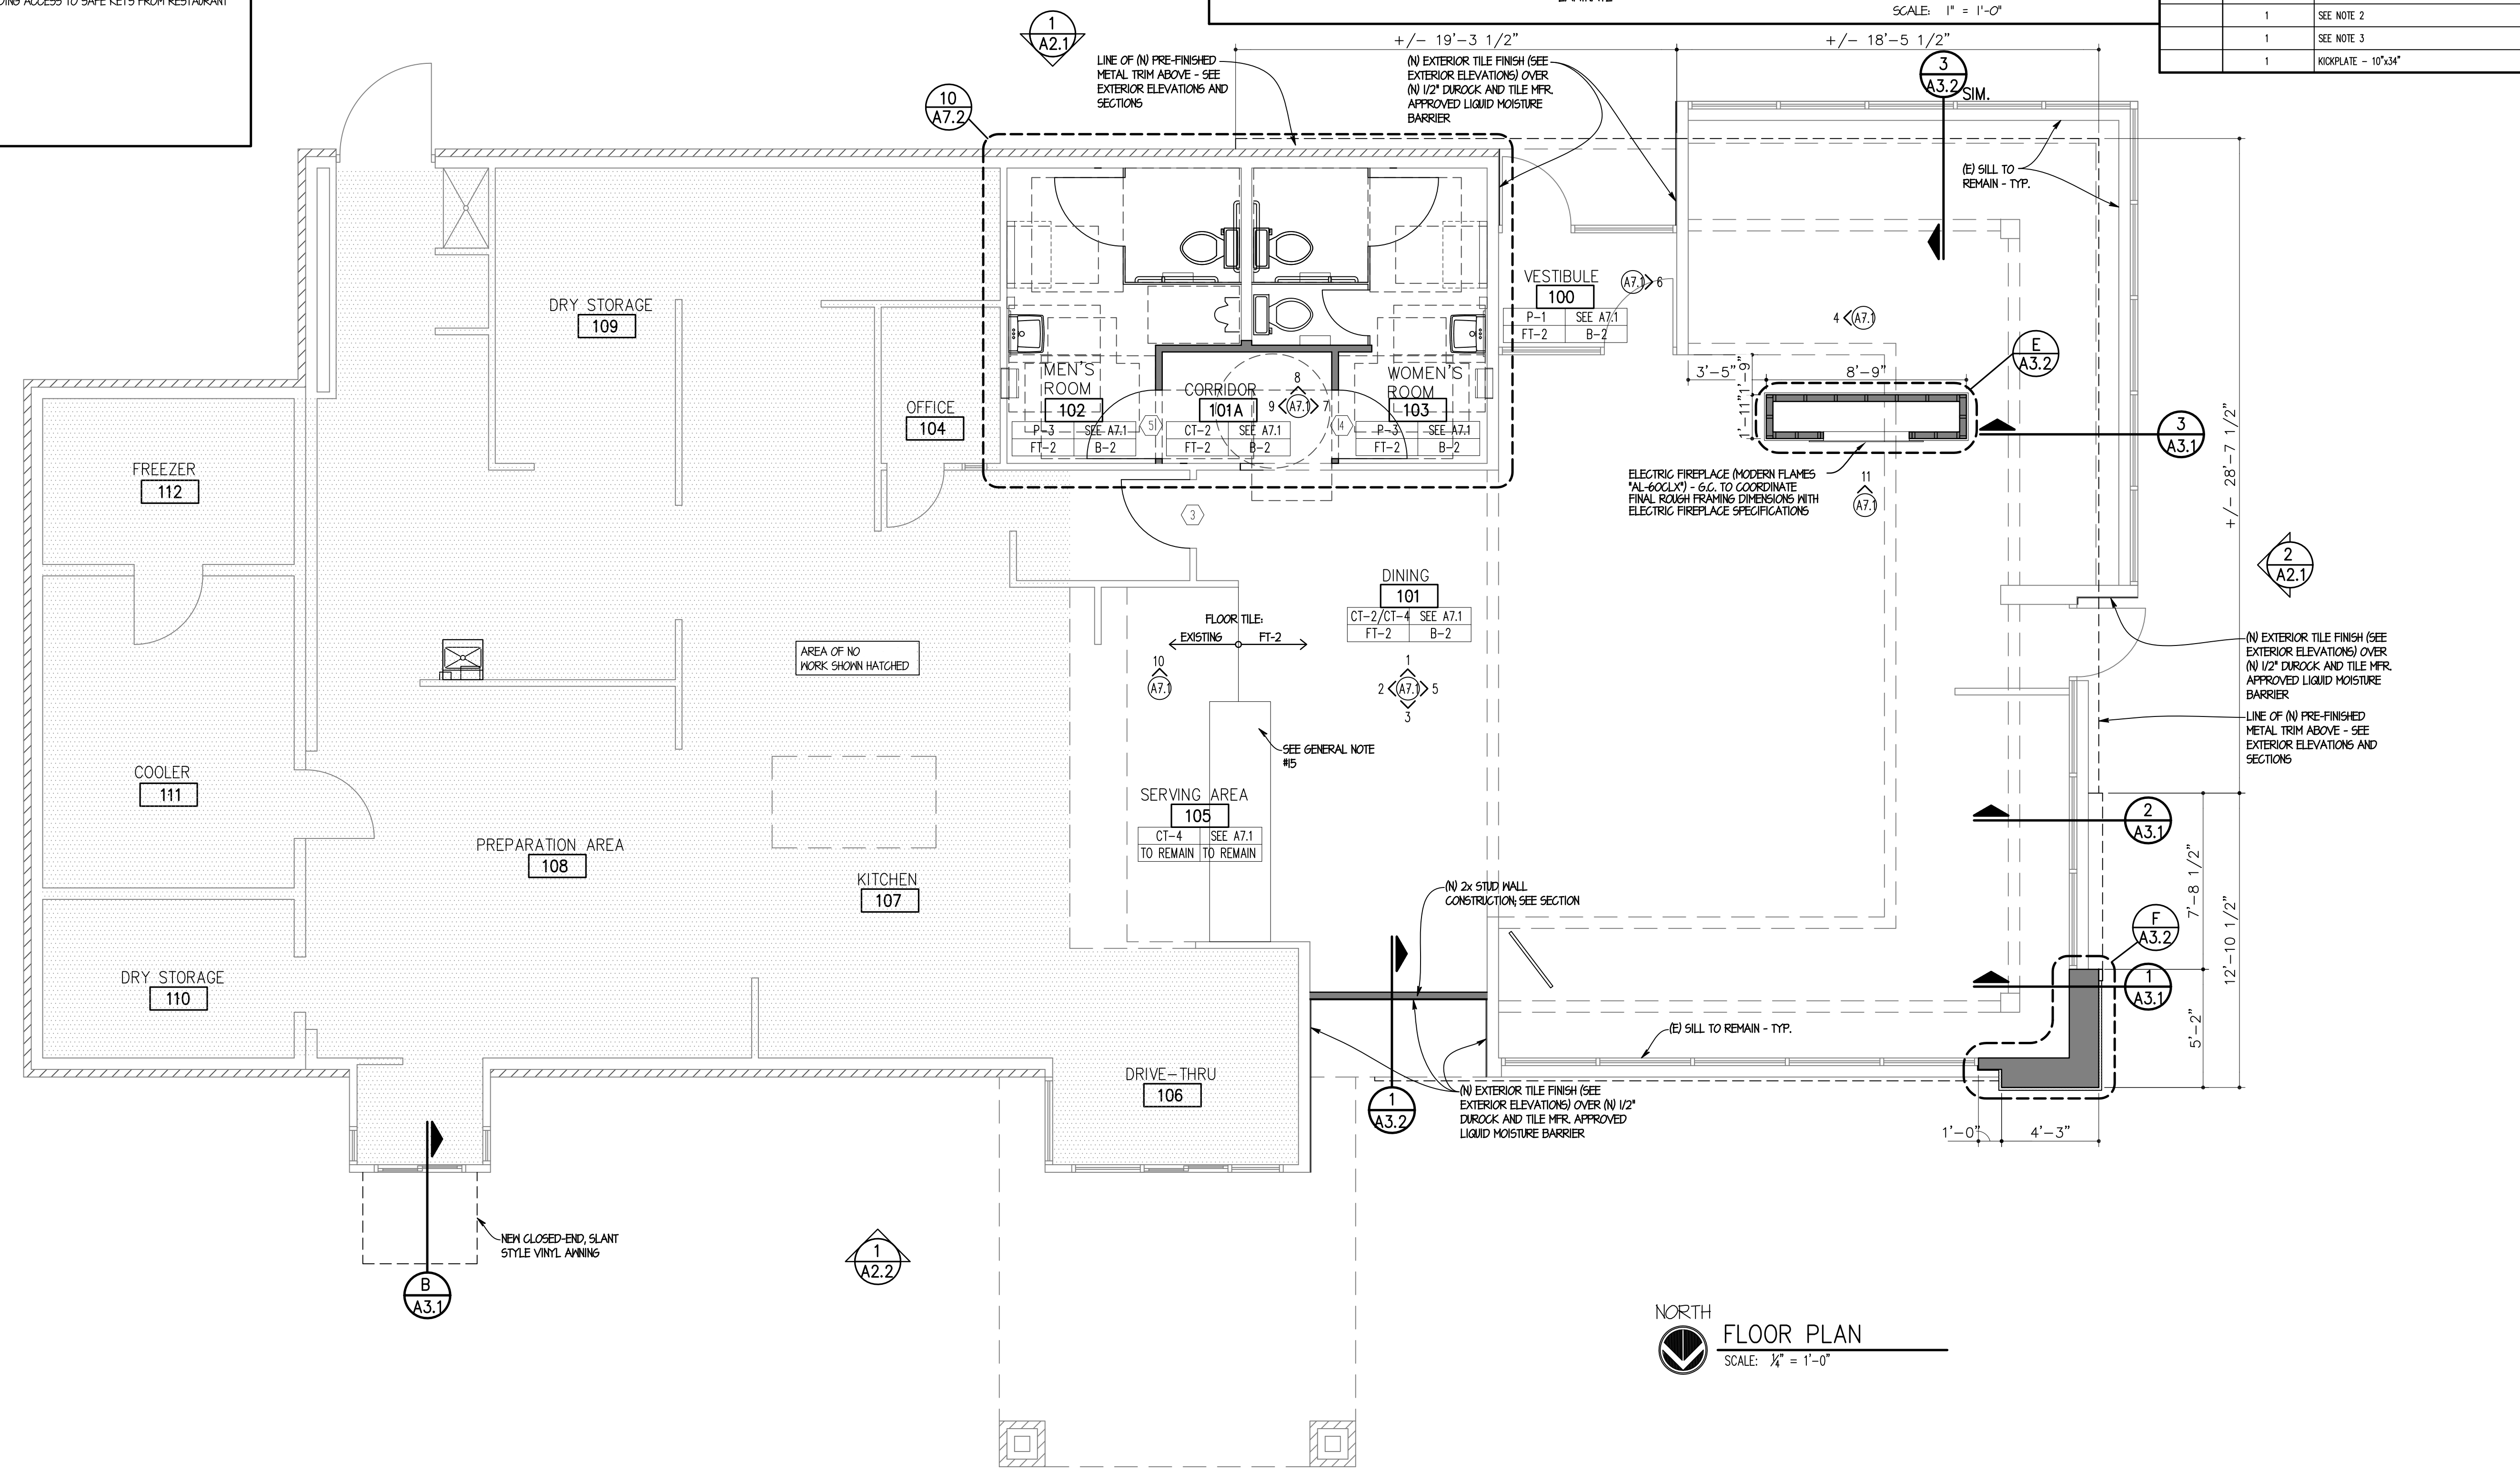 SCALE: 1" = 1'-0"
1 SEE NOTE 2
1 SEE NOTE 3
1 KICKPLATE - 10"x34"
1
A2.1
LINE OF (N) PRE-FINISHED
METAL TRIM ABOVE - SEE
EXTERIOR ELEVATIONS AND
SECTIONS
(N) EXTERIOR TILE FINISH (SEE
EXTERIOR ELEVATIONS) OVER
(N) 1/2" DUROCK AND TILE MFR.
APPROVED LIQUID MOISTURE
BARRIER
+/- 19'-3 1/2"
+/- 18'-5 1/2"
3
A3.2
SIM.
10
A7.2
(E) SILL TO
REMAIN - TYP.
DRY STORAGE
109
VESTIBULE
100
P-1 SEE A7.1
FT-2 B-2
A7.1 6
4 A7.1
E
A3.2
3'-5"
1'-9"
8'-9"
1'-11"
MEN'S
ROOM
102
P-3 SEE A7.1
FT-2 B-2
5
CORRIDOR
101A
CT-2 SEE A7.1
FT-2 B-2
8
9 A7.1 7
4
WOMEN'S
ROOM
103
P-3 SEE A7.1
FT-2 B-2
OFFICE
104
3
A3.1
+/- 28'-7 1/2"
FREEZER
112
ELECTRIC FIREPLACE (MODERN FLAMES
"AL-60CLX") - G.C. TO COORDINATE
FINAL ROUGH FRAMING DIMENSIONS WITH
ELECTRIC FIREPLACE SPECIFICATIONS
11
A7.1
3
2
A2.1
DINING
101
CT-2/CT-4 SEE A7.1
FT-2 B-2
FLOOR TILE:
EXISTING FT-2
AREA OF NO
WORK SHOWN HATCHED
10
A7.1
1
2 A7.1 5
3
(N) EXTERIOR TILE FINISH (SEE
EXTERIOR ELEVATIONS) OVER
(N) 1/2" DUROCK AND TILE MFR.
APPROVED LIQUID MOISTURE
BARRIER
LINE OF (N) PRE-FINISHED
METAL TRIM ABOVE - SEE
EXTERIOR ELEVATIONS AND
SECTIONS
SEE GENERAL NOTE
#15
COOLER
111
SERVING AREA
105
CT-4 SEE A7.1
TO REMAIN TO REMAIN
2
A3.1
PREPARATION AREA
108
KITCHEN
107
(N) 2x STUD WALL
CONSTRUCTION; SEE SECTION
7'-8 1/2"
12'-10 1/2"
F
A3.2
DRY STORAGE
110
1
A3.1
5'-2"
(E) SILL TO REMAIN - TYP.
DRIVE-THRU
106
1
A3.2
(N) EXTERIOR TILE FINISH (SEE
EXTERIOR ELEVATIONS) OVER (N) 1/2"
DUROCK AND TILE MFR. APPROVED
LIQUID MOISTURE BARRIER
1'-0"
4'-3"
NEW CLOSED-END, SLANT
STYLE VINYL AWNING
B
A3.1
1
A2.2
NORTH
FLOOR PLAN
SCALE: 1/4" = 1'-0"